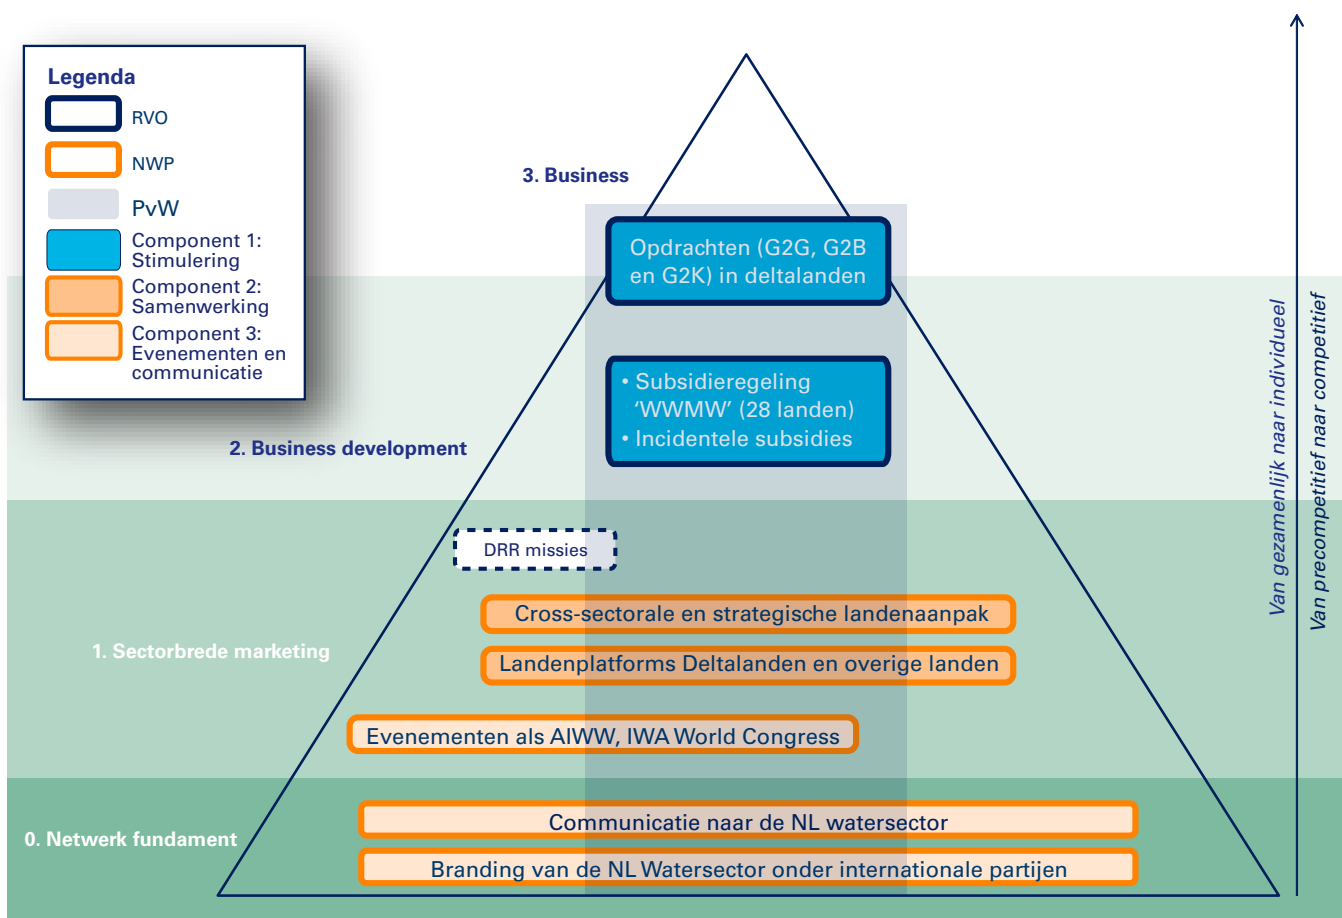 Legenda
RVO
NWP
PvW
Component 1:
Stimulering
Component 2:
Samenwerking
Component 3:
Evenementen en
communicatie
3. Business
Opdrachten (G2G, G2B
en G2K) in deltalanden
• Subsidieregeling
‘WWMW’ (28 landen)
• Incidentele subsidies
2. Business development
DRR missies
Cross-sectorale en strategische landenaanpak
1. Sectorbrede marketing
Landenplatforms Deltalanden en overige landen
Evenementen als AIWW, IWA World Congress
0. Netwerk fundament
Communicatie naar de NL watersector
Branding van de NL Watersector onder internationale partijen
Van gezamenlijk naar individueel
Van precompetitief naar competitief